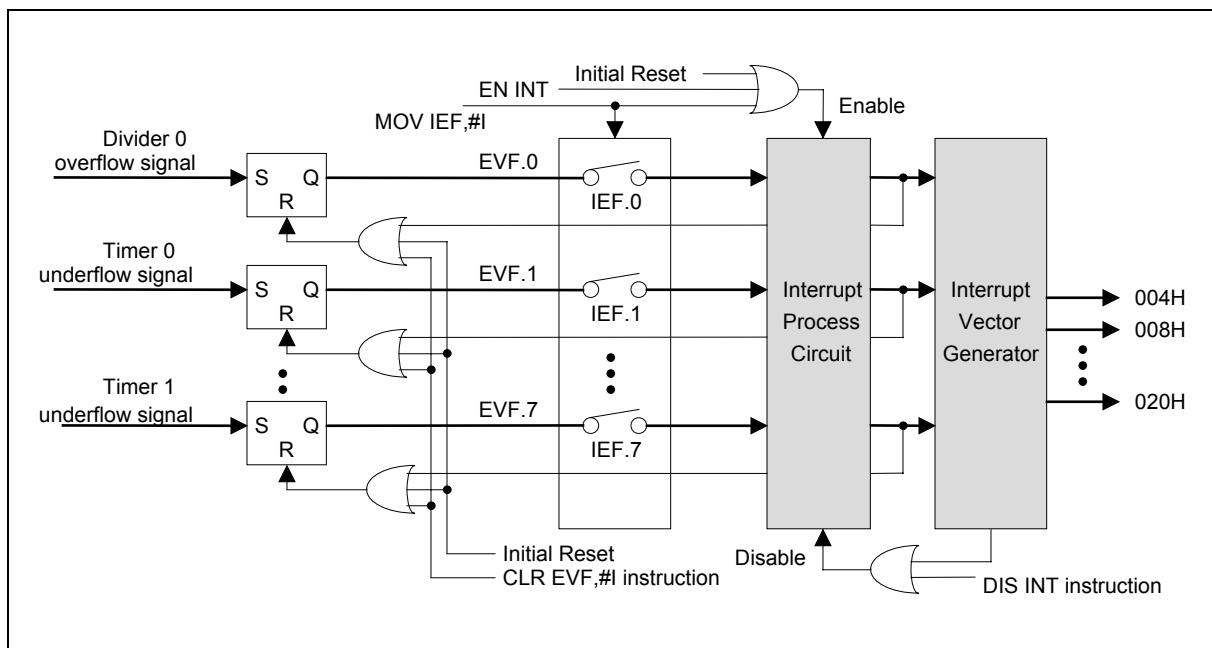 Initial Reset
EN INT
Enable
MOV IEF,#I
Divider 0
overflow signal
S Q
R
EVF.0
IEF.0
Timer 0
underflow signal
S Q
R
EVF.1
IEF.1
Interrupt
Process
Circuit
Interrupt
Vector
Generator
004H
008H
020H
Timer 1
underflow signal
S Q
R
EVF.7
IEF.7
Initial Reset
CLR EVF,#I instruction
Disable
DIS INT instruction